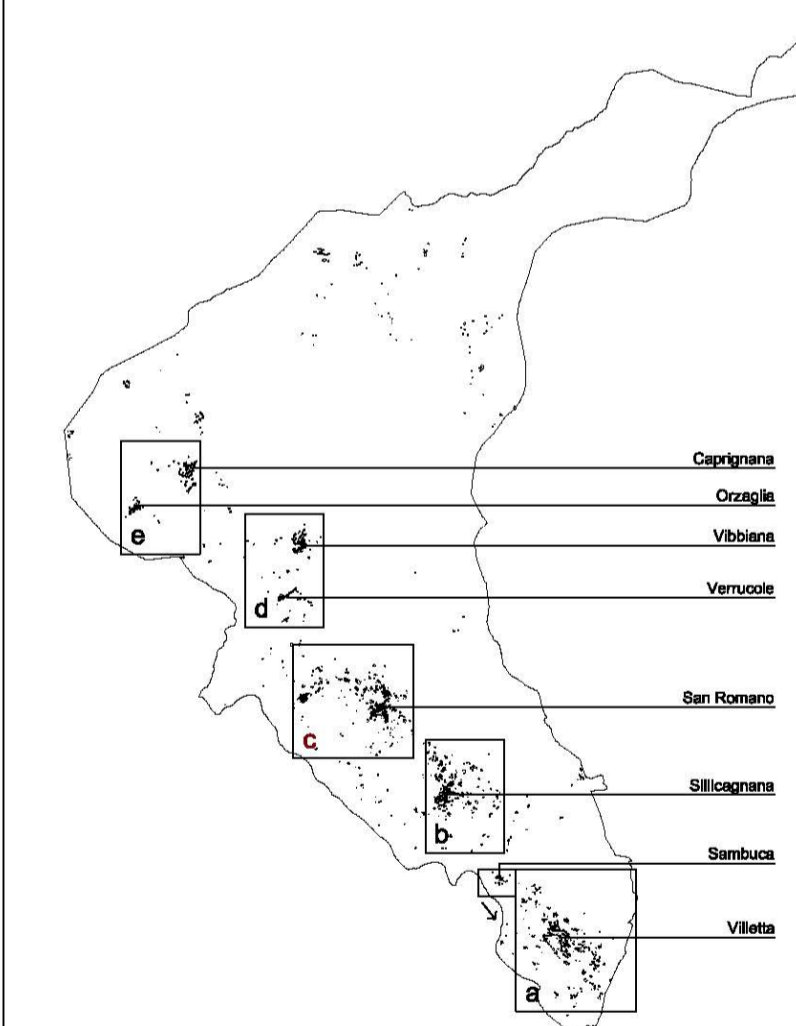 Caprignana
Orzaglia
e
Vibbiana
Verrucole
d
San Romano
c
Sillicagnana
b
Sambuca
Villetta
a